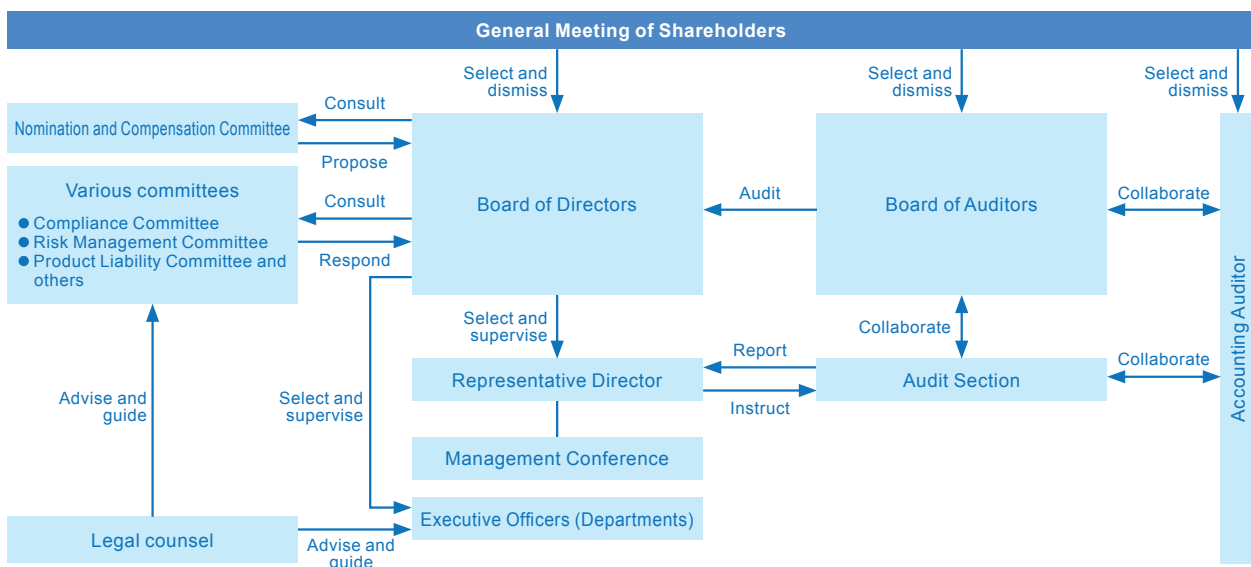 General Meeting of Shareholders
Select and
dismiss
Select and
dismiss
Select and
dismiss
Nomination and Compensation Committee
Consult
Propose
Various committees
● Compliance Committee
● Risk Management Committee
● Product Liability Committee and
others
Consult
Respond
Board of Directors
Audit
Board of Auditors
Collaborate
Accounting Auditor
Select and
supervise
Collaborate
Representative Director
Report
Instruct
Audit Section
Collaborate
Advise and
guide
Select and
supervise
Management Conference
Executive Officers (Departments)
Legal counsel
Advise and
guide